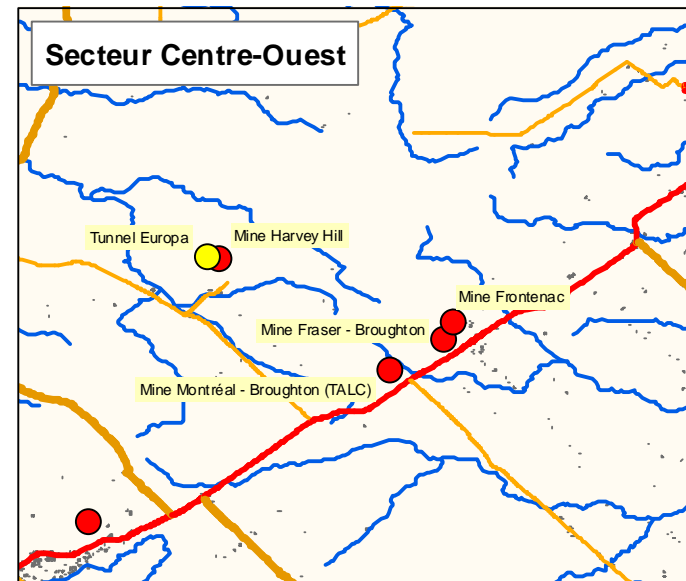 Secteur Centre-Ouest
Tunnel Europa
Mine Harvey Hill
Mine Frontenac
Mine Fraser - Broughton
Mine Montréal - Broughton (TALC)